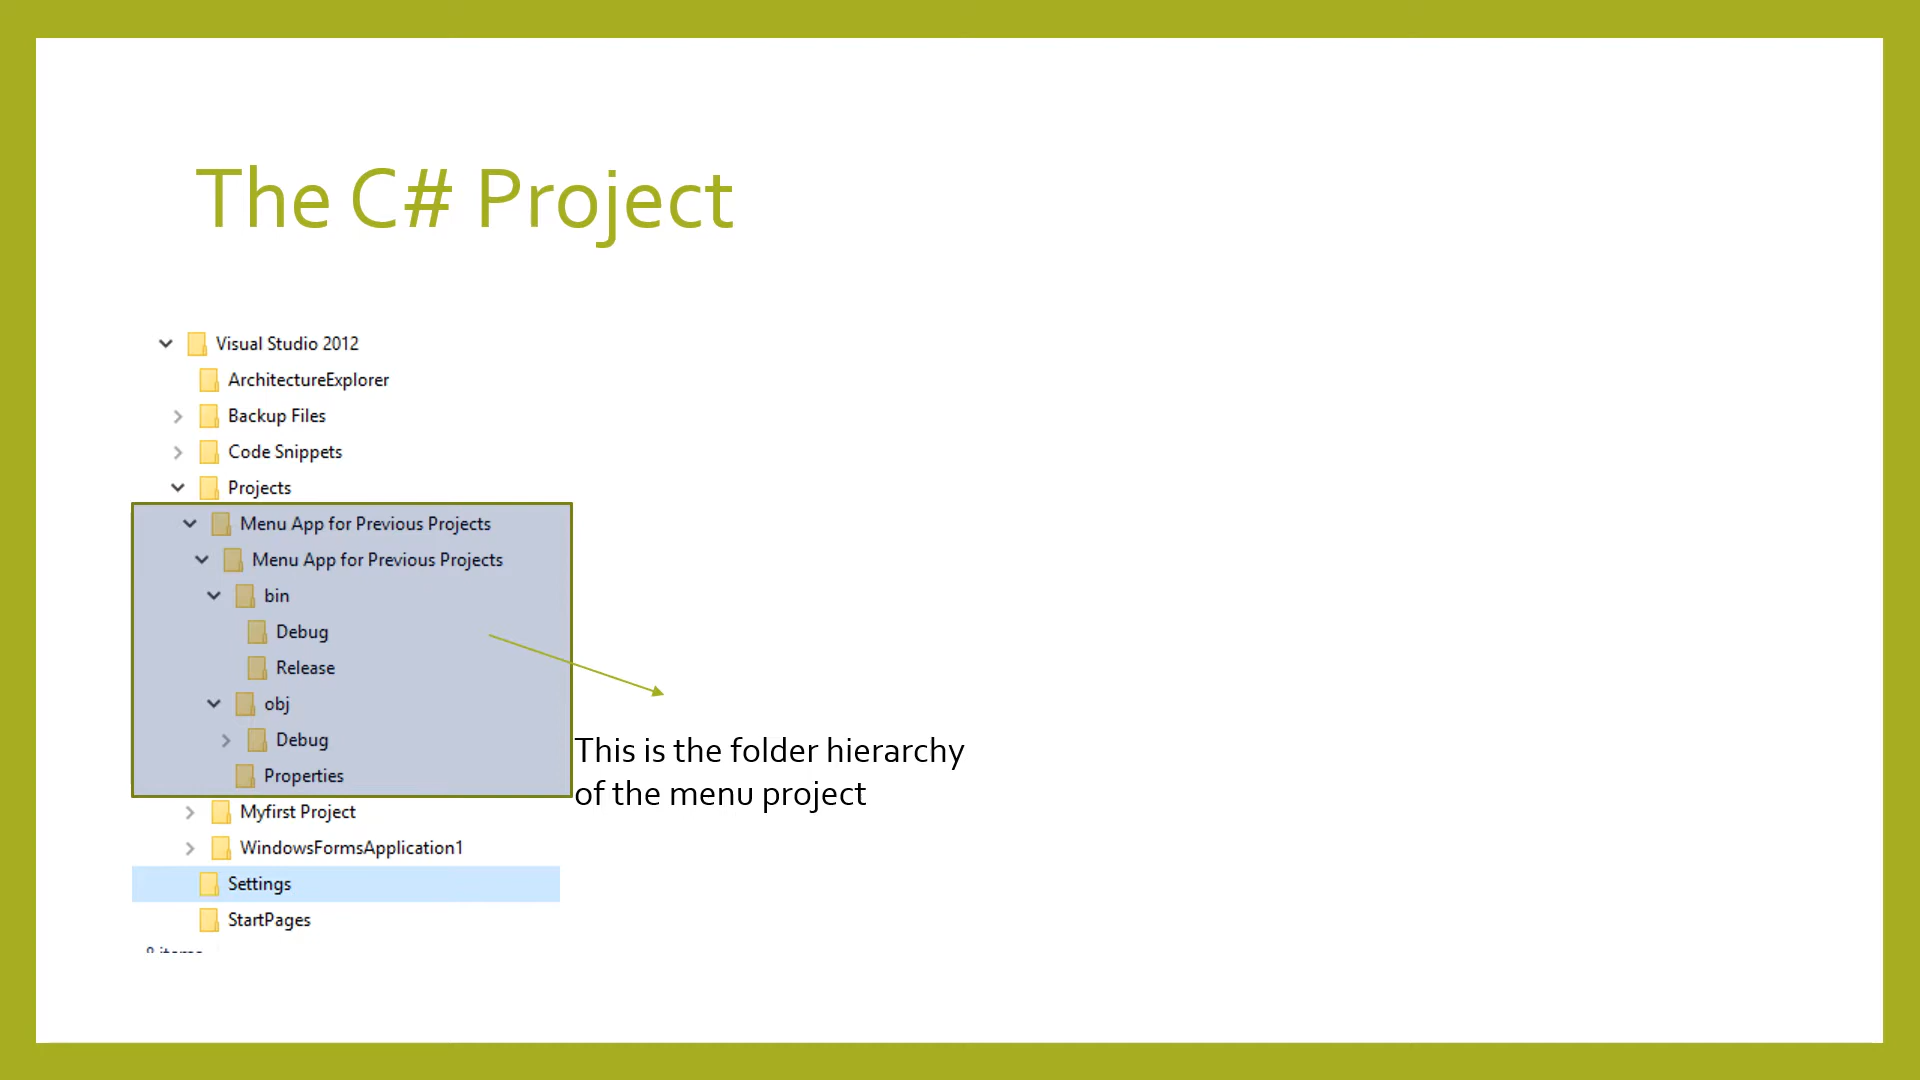 The C# Project
Visual Studio 2012
ArchitectureExplorer
Backup Files
Code Snippets
Projects
Menu App for Previous Projects
Menu App for Previous Projects
bin
Debug
Release
obj
Debug
Properties
Myfirst Project
WindowsFormsApplication1
Settings
StartPages
This is the folder hierarchy
of the menu project